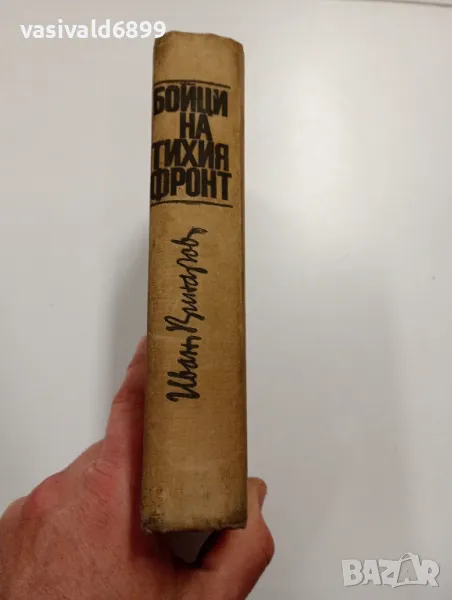 vasivald6899
БОЙЦИ
НА
ТИХИЯ
ФРОНТ
Иван Винаров
BAZAR